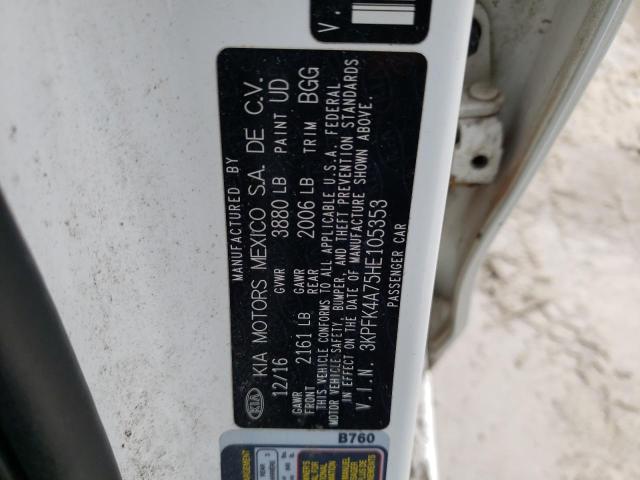 V.
MANUFACTURED BY
KIA KIA MOTORS MEXICO S.A. DE C.V.
12/16 GVWR 3880 LB PAINT UD
GAWR FRONT 2161 LB GAWR REAR 2006 LB TRIM BGG
THIS VEHICLE CONFORMS TO ALL APPLICABLE U.S.A. FEDERAL
MOTOR VEHICLE SAFETY, BUMPER, AND THEFT PREVENTION STANDARDS
IN EFFECT ON THE DATE OF MANUFACTURE SHOWN ABOVE.
V.I.N. 3KPFK4A75HE105353
PASSENGER CAR
B760